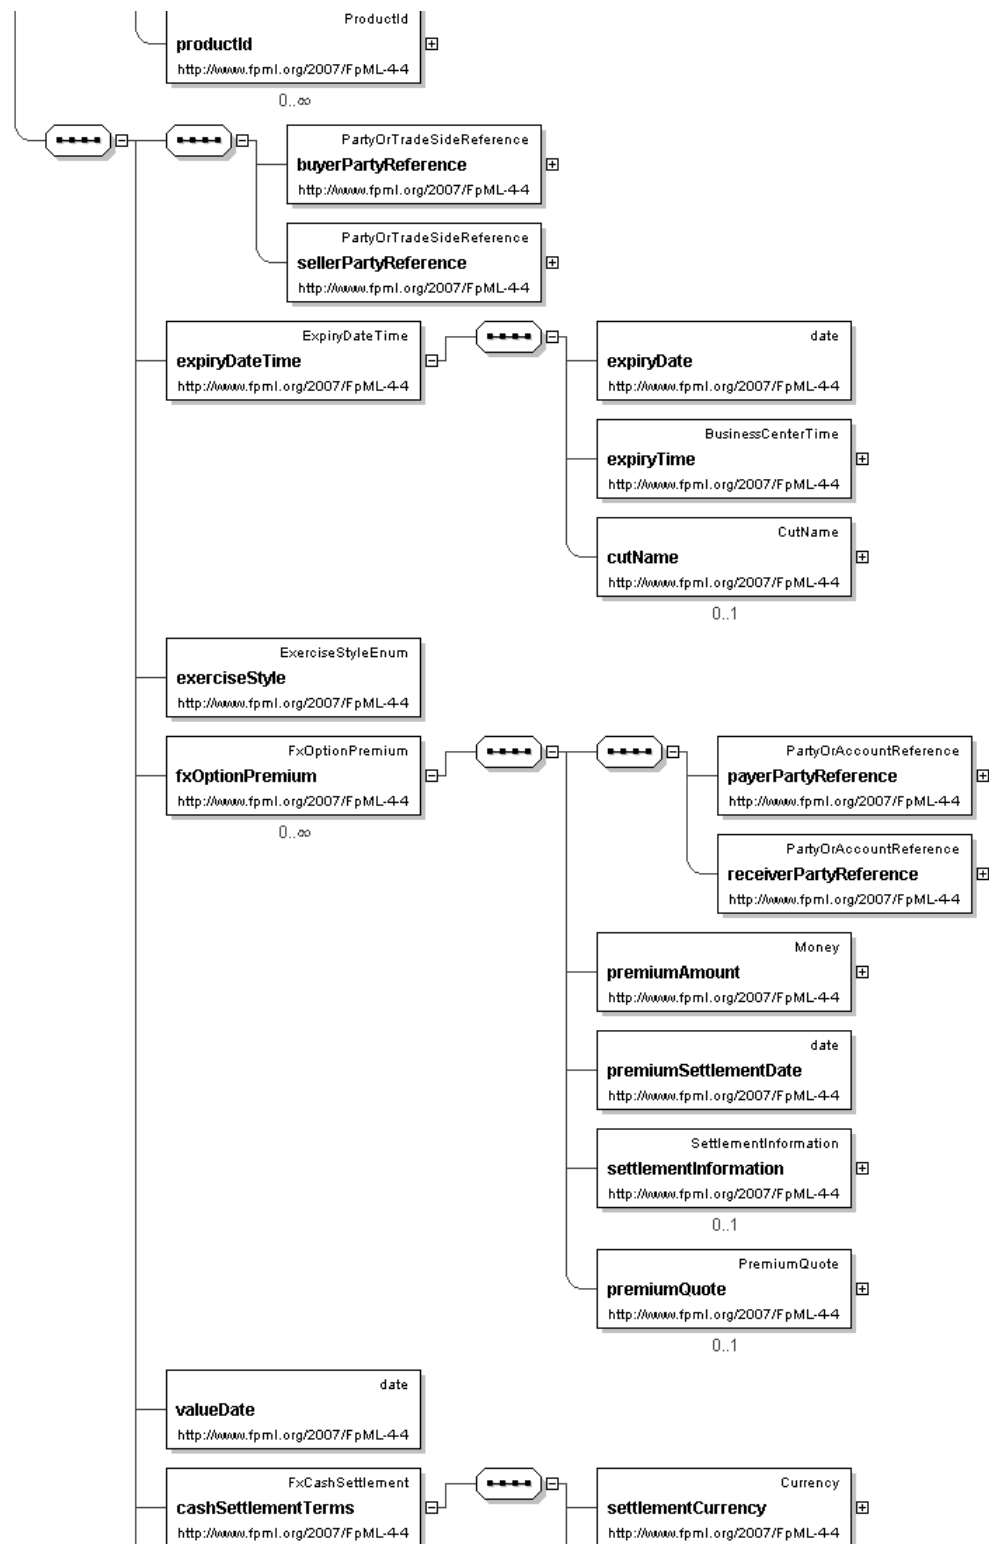 ProductId
productId
http://www.fpml.org/2007/FpML-4-4
0..∞
PartyOrTradeSideReference
buyerPartyReference
http://www.fpml.org/2007/FpML-4-4
PartyOrTradeSideReference
sellerPartyReference
http://www.fpml.org/2007/FpML-4-4
ExpiryDateTime
expiryDateTime
http://www.fpml.org/2007/FpML-4-4
date
expiryDate
http://www.fpml.org/2007/FpML-4-4
BusinessCenterTime
expiryTime
http://www.fpml.org/2007/FpML-4-4
CutName
cutName
http://www.fpml.org/2007/FpML-4-4
0..1
ExerciseStyleEnum
exerciseStyle
http://www.fpml.org/2007/FpML-4-4
FxOptionPremium
fxOptionPremium
http://www.fpml.org/2007/FpML-4-4
0..∞
PartyOrAccountReference
payerPartyReference
http://www.fpml.org/2007/FpML-4-4
PartyOrAccountReference
receiverPartyReference
http://www.fpml.org/2007/FpML-4-4
Money
premiumAmount
http://www.fpml.org/2007/FpML-4-4
date
premiumSettlementDate
http://www.fpml.org/2007/FpML-4-4
SettlementInformation
settlementInformation
http://www.fpml.org/2007/FpML-4-4
0..1
PremiumQuote
premiumQuote
http://www.fpml.org/2007/FpML-4-4
0..1
date
valueDate
http://www.fpml.org/2007/FpML-4-4
FxCashSettlement
cashSettlementTerms
http://www.fpml.org/2007/FpML-4-4
Currency
settlementCurrency
http://www.fpml.org/2007/FpML-4-4